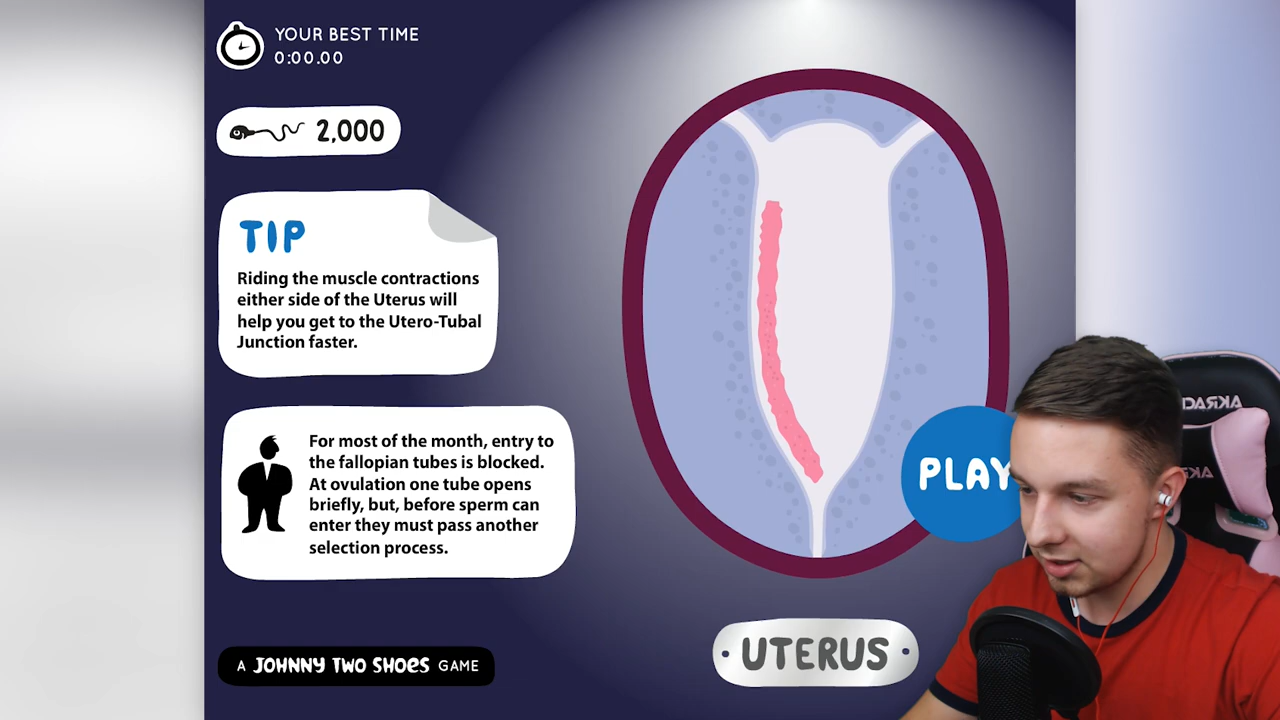 YOUR BEST TIME
0:00.00
2,000
TIP
Riding the muscle contractions
either side of the Uterus will
help you get to the Utero-Tubal
Junction faster.
For most of the month, entry to
the fallopian tubes is blocked.
At ovulation one tube opens
briefly, but, before sperm can
enter they must pass another
selection process.
A JOHNNY TWO SHOES GAME
PLAY
UTERUS
AKRAC